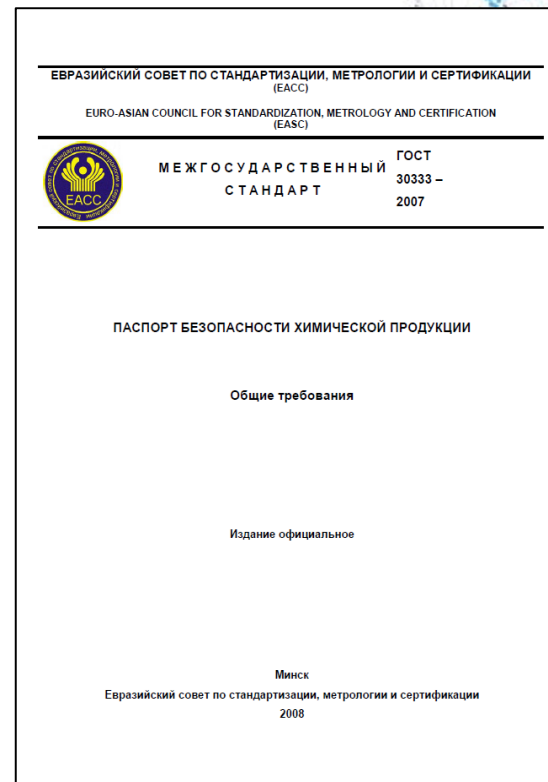 ЕВРАЗИЙСКИЙ СОВЕТ ПО СТАНДАРТИЗАЦИИ, МЕТРОЛОГИИ И СЕРТИФИКАЦИИ
(ЕАСС)
EURO-ASIAN COUNCIL FOR STANDARDIZATION, METROLOGY AND CERTIFICATION
(EASC)
ЕАСС
МЕЖГОСУДАРСТВЕННЫЙ
СТАНДАРТ
ГОСТ
30333 –
2007
ПАСПОРТ БЕЗОПАСНОСТИ ХИМИЧЕСКОЙ ПРОДУКЦИИ
Общие требования
Издание официальное
Минск
Евразийский совет по стандартизации, метрологии и сертификации
2008